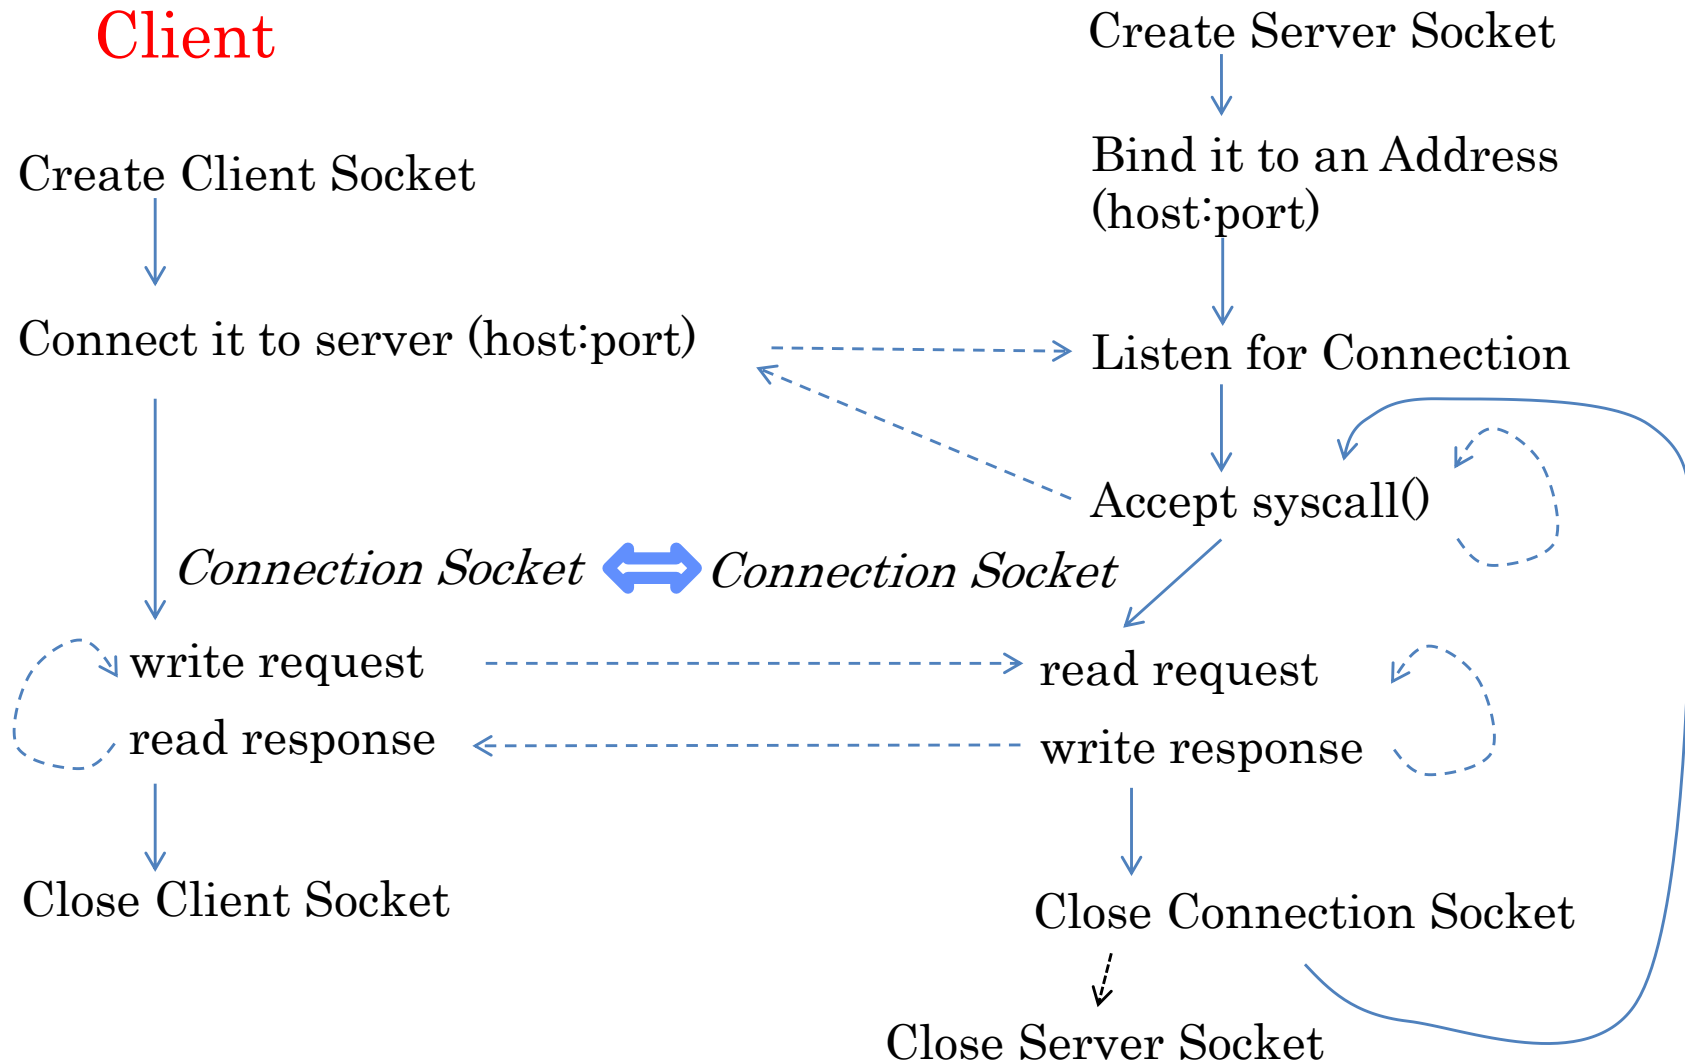 Client
Create Client Socket
Connect it to server (host:port)
Connection Socket
write request
read response
Close Client Socket
Create Server Socket
Bind it to an Address
(host:port)
Listen for Connection
Accept syscall()
Connection Socket
read request
write response
Close Connection Socket
Close Server Socket